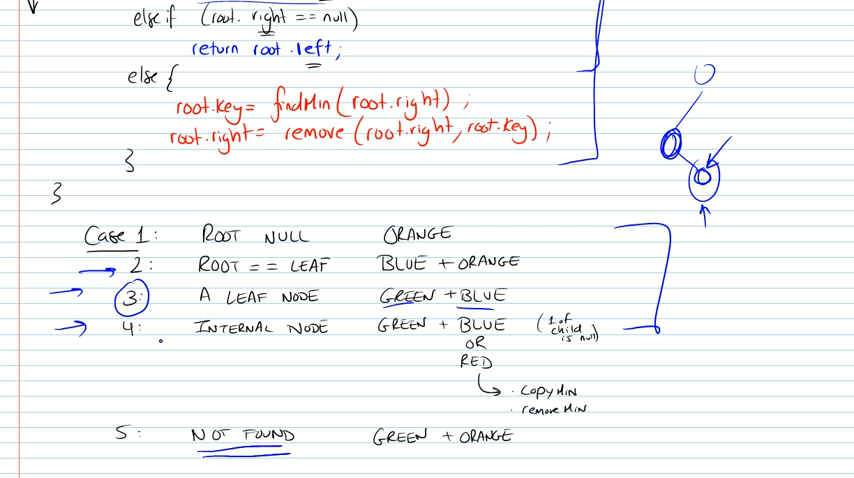 else if (root. right == null)
return root.left;
else {
root.key= findMin(root.right);
root.right= remove(root.right, root.key);
}
}
Case 1: ROOT NULL ORANGE
2: ROOT == LEAF BLUE + ORANGE
3: A LEAF NODE GREEN + BLUE
4: INTERNAL NODE GREEN + BLUE (1 of child is null)
OR
RED
· COPY MIN
· remove MIN
5: NOT FOUND GREEN + ORANGE